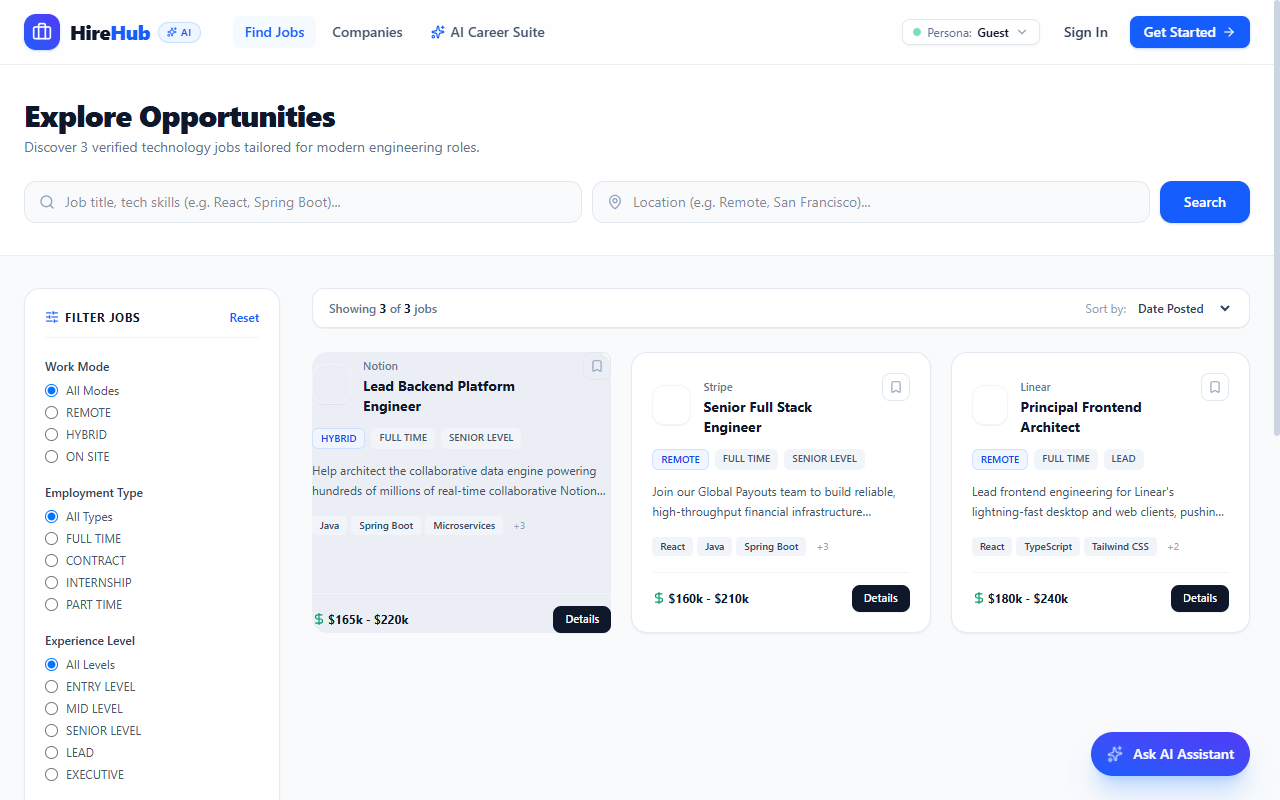 HireHub AI
Find Jobs
Companies
AI Career Suite
Persona: Guest
Sign In
Get Started
Explore Opportunities
Discover 3 verified technology jobs tailored for modern engineering roles.
Job title, tech skills (e.g. React, Spring Boot)...
Location (e.g. Remote, San Francisco)...
Search
FILTER JOBS
Reset
Work Mode
All Modes
REMOTE
HYBRID
ON SITE
Employment Type
All Types
FULL TIME
CONTRACT
INTERNSHIP
PART TIME
Experience Level
All Levels
ENTRY LEVEL
MID LEVEL
SENIOR LEVEL
LEAD
EXECUTIVE
Showing 3 of 3 jobs
Sort by: Date Posted
Notion
Lead Backend Platform
Engineer
HYBRID FULL TIME SENIOR LEVEL
Help architect the collaborative data engine powering
hundreds of millions of real-time collaborative Notion...
Java Spring Boot Microservices +3
$ $165k - $220k
Details
Stripe
Senior Full Stack
Engineer
REMOTE FULL TIME SENIOR LEVEL
Join our Global Payouts team to build reliable,
high-throughput financial infrastructure...
React Java Spring Boot +3
$ $160k - $210k
Details
Linear
Principal Frontend
Architect
REMOTE FULL TIME LEAD
Lead frontend engineering for Linear's
lightning-fast desktop and web clients, pushin...
React TypeScript Tailwind CSS +2
$ $180k - $240k
Details
Ask AI Assistant